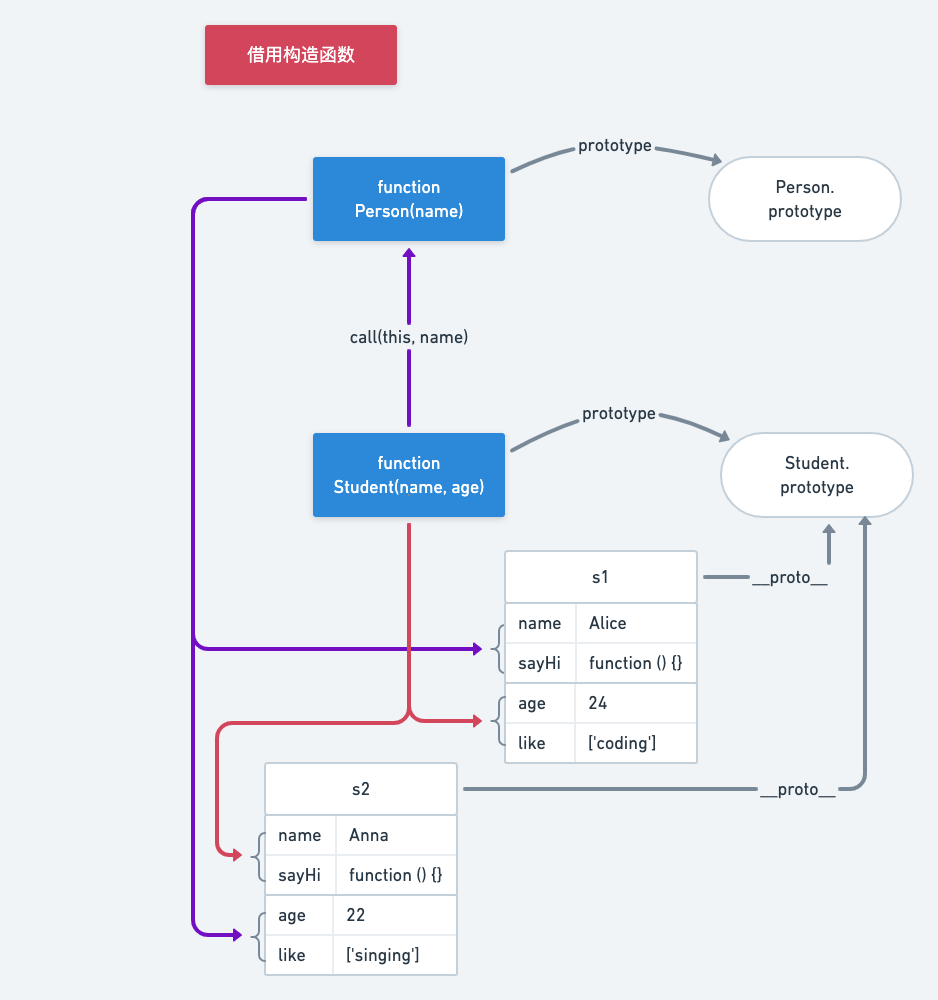 借用构造函数
function
Person(name)
prototype
Person.
prototype
call(this, name)
function
Student(name, age)
prototype
Student.
prototype
s1
__proto__
name Alice
sayHi function () {}
age 24
like ['coding']
s2
__proto__
name Anna
sayHi function () {}
age 22
like ['singing']